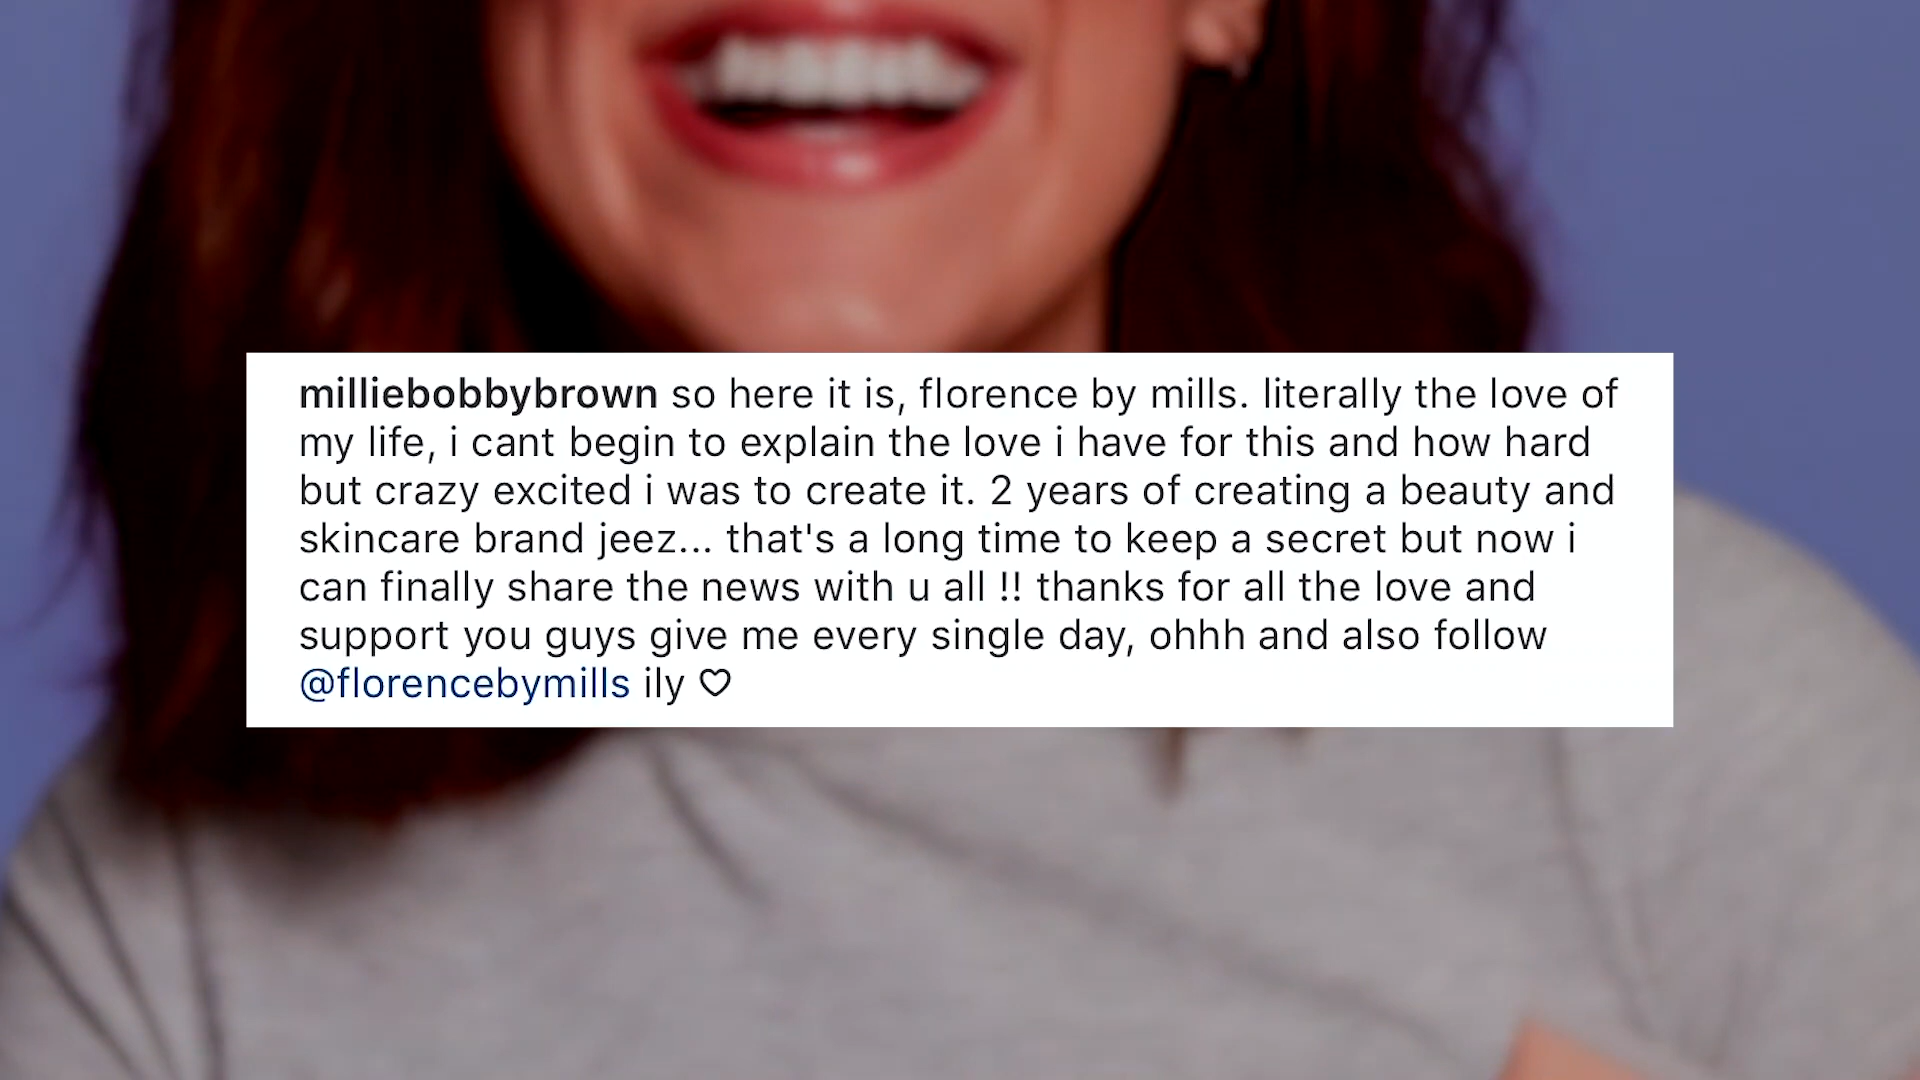 milliebobbybrown so here it is, florence by mills. literally the love of
my life, i cant begin to explain the love i have for this and how hard
but crazy excited i was to create it. 2 years of creating a beauty and
skincare brand jeez... that's a long time to keep a secret but now i
can finally share the news with u all !! thanks for all the love and
support you guys give me every single day, ohhh and also follow
@florencebymills ily ♡